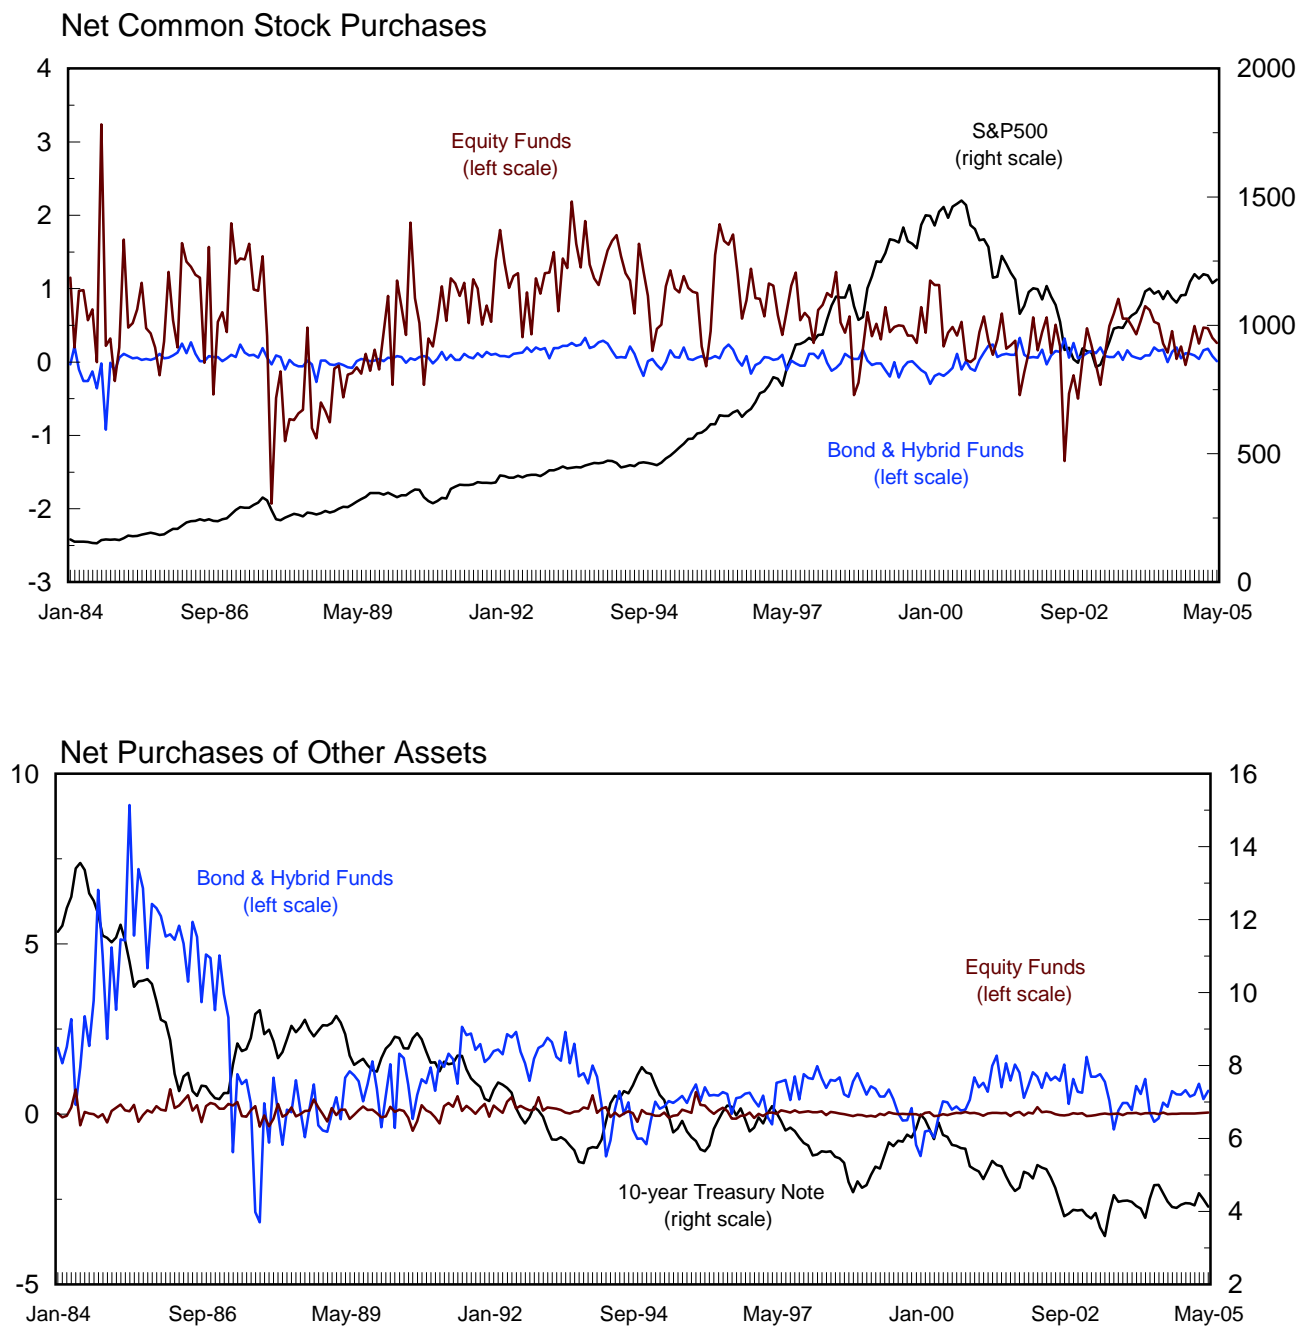 Net Common Stock Purchases
4
3
2
1
0
-1
-2
-3
2000
1500
1000
500
0
Equity Funds
(left scale)
S&P500
(right scale)
Bond & Hybrid Funds
(left scale)
Jan-84 Sep-86 May-89 Jan-92 Sep-94 May-97 Jan-00 Sep-02 May-05
Net Purchases of Other Assets
10
5
0
-5
16
14
12
10
8
6
4
2
Bond & Hybrid Funds
(left scale)
Equity Funds
(left scale)
10-year Treasury Note
(right scale)
Jan-84 Sep-86 May-89 Jan-92 Sep-94 May-97 Jan-00 Sep-02 May-05